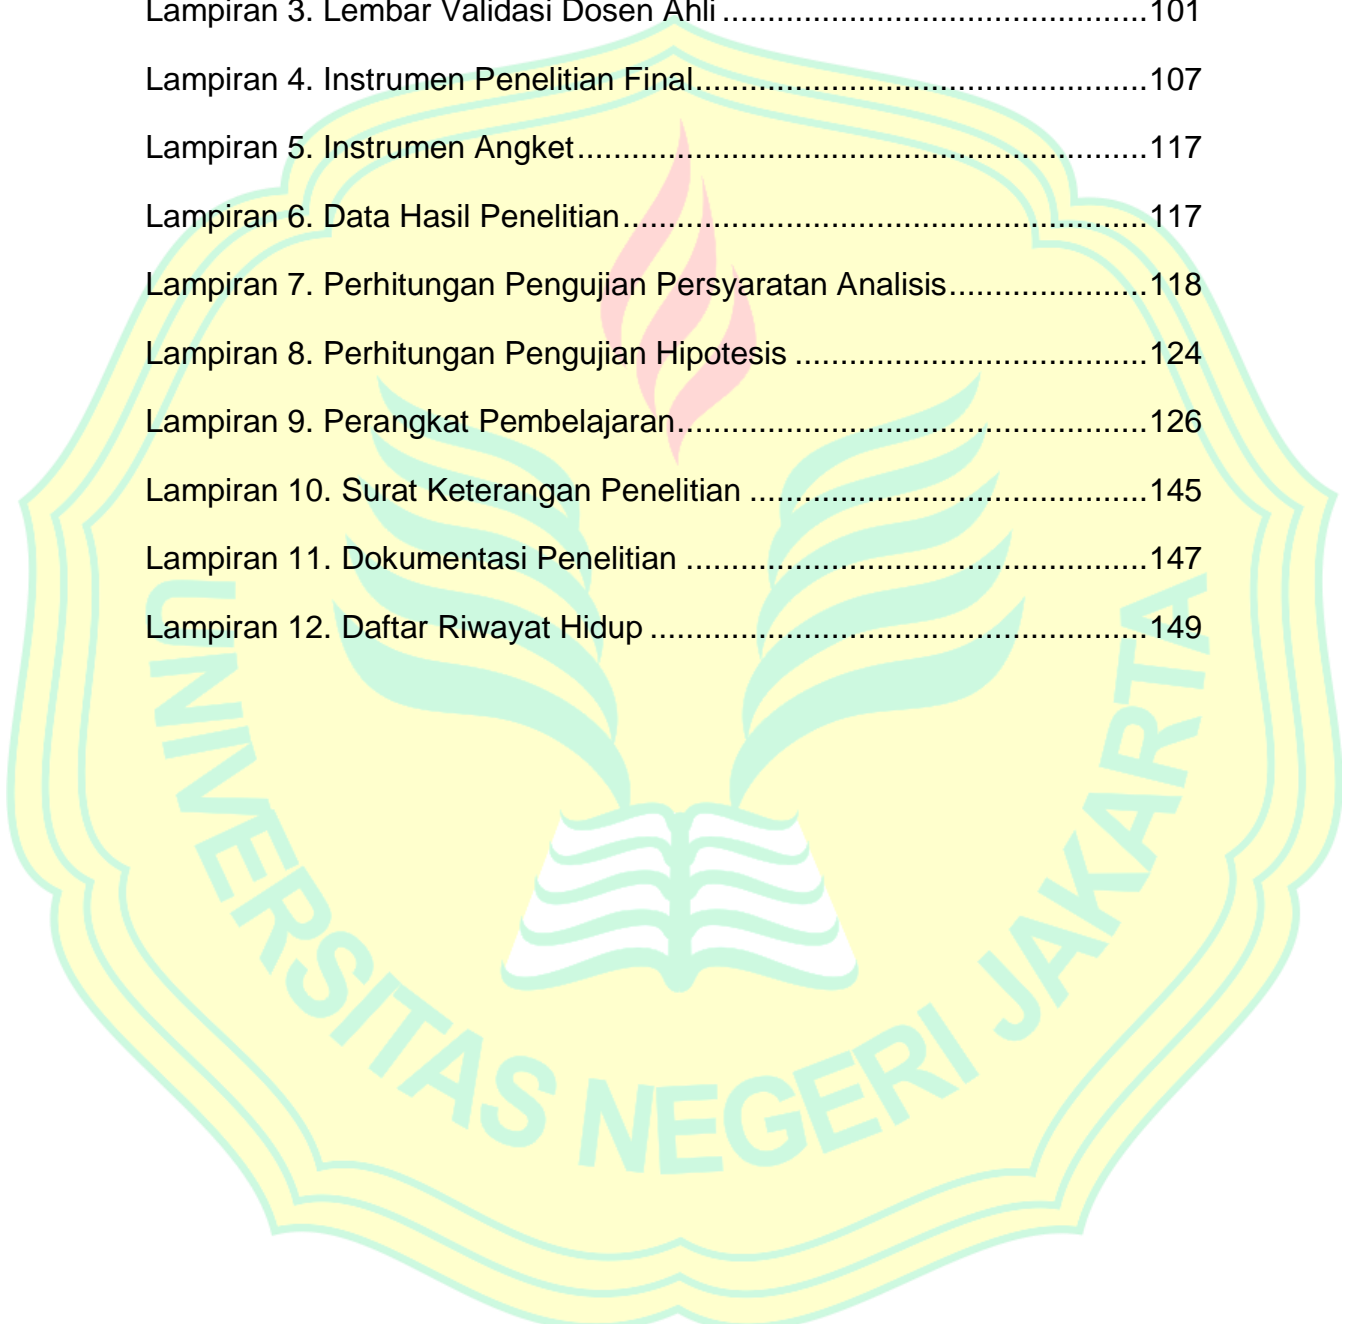 Lampiran 3. Lembar Validasi Dosen Ahli ............................................... 101
Lampiran 4. Instrumen Penelitian Final.................................................. 107
Lampiran 5. Instrumen Angket............................................................... 117
Lampiran 6. Data Hasil Penelitian.......................................................... 117
Lampiran 7. Perhitungan Pengujian Persyaratan Analisis...................... 118
Lampiran 8. Perhitungan Pengujian Hipotesis ....................................... 124
Lampiran 9. Perangkat Pembelajaran.................................................... 126
Lampiran 10. Surat Keterangan Penelitian ............................................ 145
Lampiran 11. Dokumentasi Penelitian ................................................... 147
Lampiran 12. Daftar Riwayat Hidup ....................................................... 149
UNIVERSITAS NEGERI JAKARTA